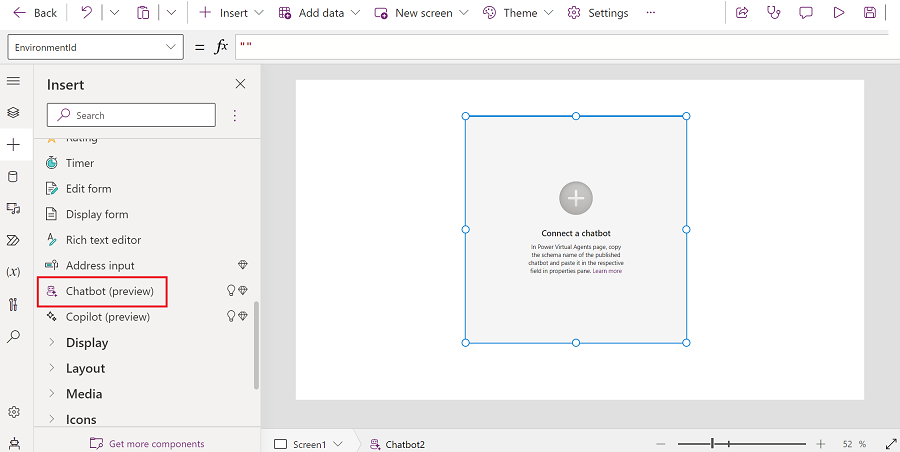 Back Insert Add data New screen Theme Settings ...
EnvironmentId = fx ""
Insert
Search
Rating
Timer
Edit form
Display form
Rich text editor
Address input
Chatbot (preview)
Copilot (preview)
Display
Layout
Media
Icons
Get more components
Connect a chatbot
In Power Virtual Agents page, copy
the schema name of the published
chatbot and paste it in the respective
field in properties pane. Learn more
Screen1 Chatbot2 52 %